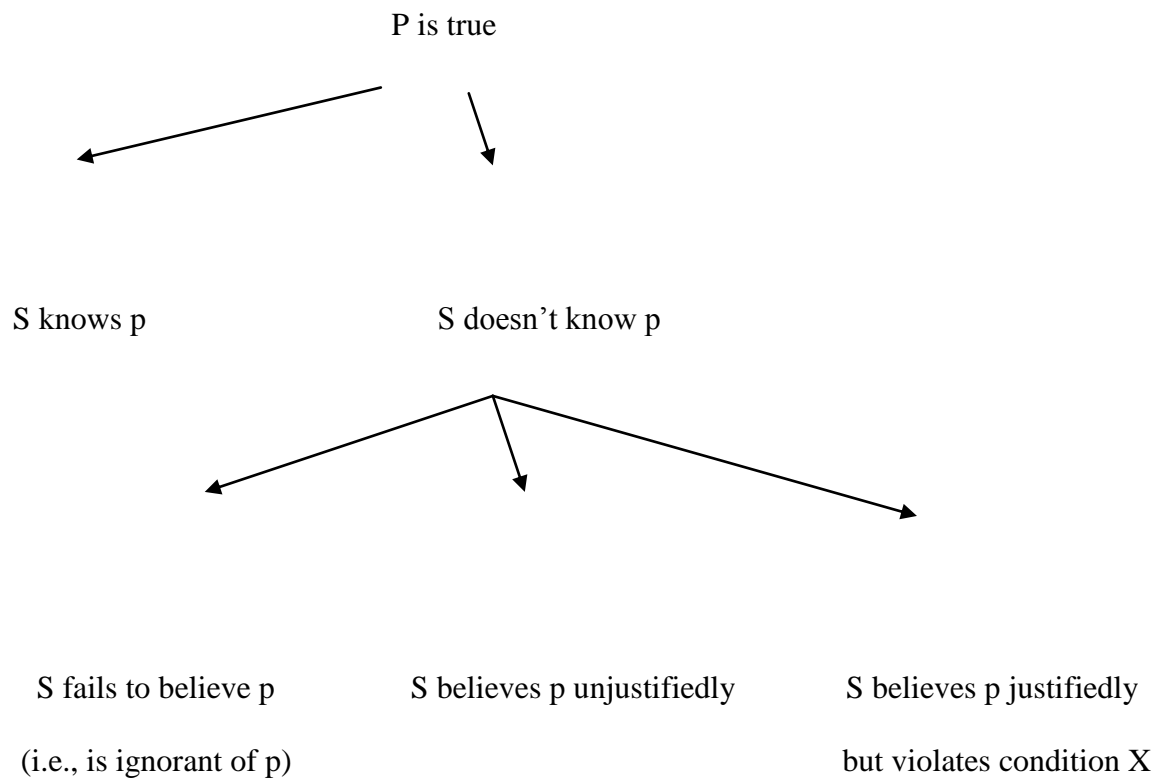 P is true
S knows p
S doesn’t know p
S fails to believe p
(i.e., is ignorant of p)
S believes p unjustifiedly
S believes p justifiedly
but violates condition X